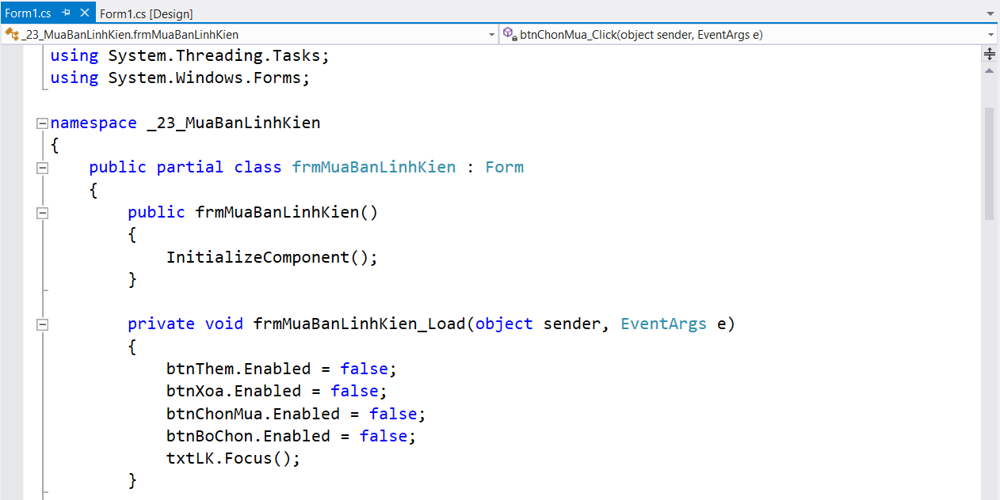 Form1.cs
Form1.cs [Design]
_23_MuaBanLinhKien.frmMuaBanLinhKien
btnChonMua_Click(object sender, EventArgs e)
using System.Threading.Tasks;
using System.Windows.Forms;
namespace _23_MuaBanLinhKien
{
    public partial class frmMuaBanLinhKien : Form
    {
        public frmMuaBanLinhKien()
        {
            InitializeComponent();
        }
        private void frmMuaBanLinhKien_Load(object sender, EventArgs e)
        {
            btnThem.Enabled = false;
            btnXoa.Enabled = false;
            btnChonMua.Enabled = false;
            btnBoChon.Enabled = false;
            txtLK.Focus();
        }